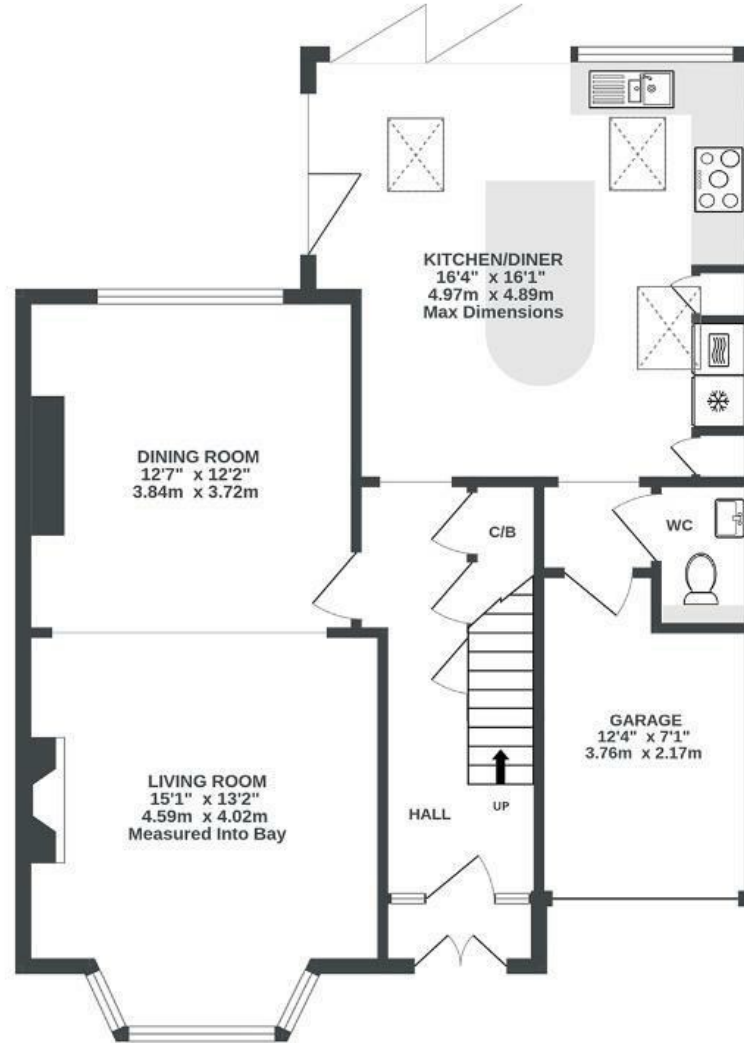 KITCHEN/DINER
16'4" x 16'1"
4.97m x 4.89m
Max Dimensions
DINING ROOM
12'7" x 12'2"
3.84m x 3.72m
C/B
WC
LIVING ROOM
15'1" x 13'2"
4.59m x 4.02m
Measured Into Bay
HALL
UP
GARAGE
12'4" x 7'1"
3.76m x 2.17m